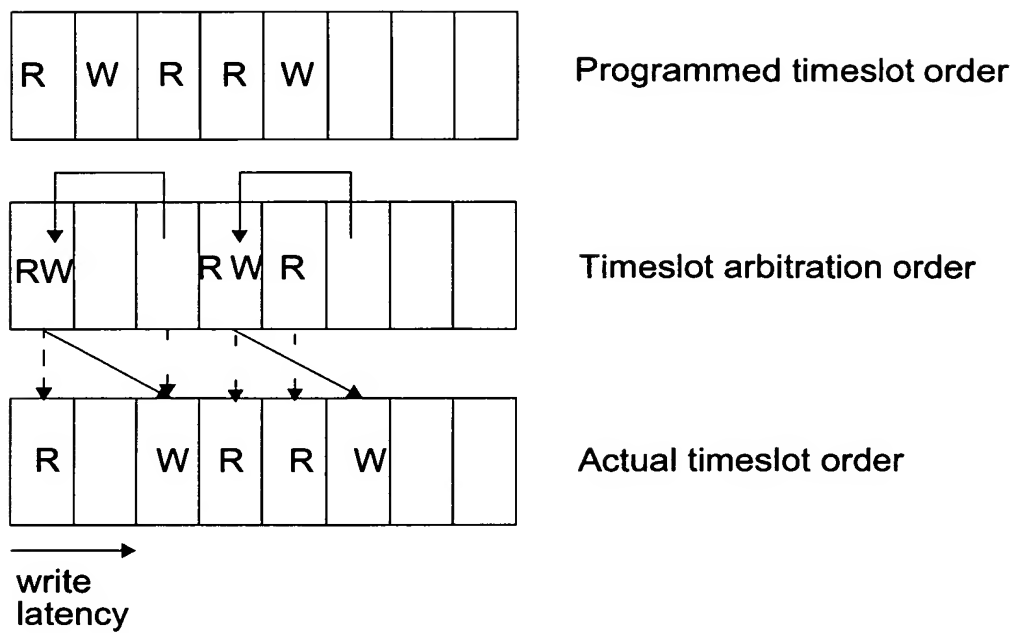 R W R R W Programmed timeslot order
RW R W R Timeslot arbitration order
R W R R W Actual timeslot order
write
latency